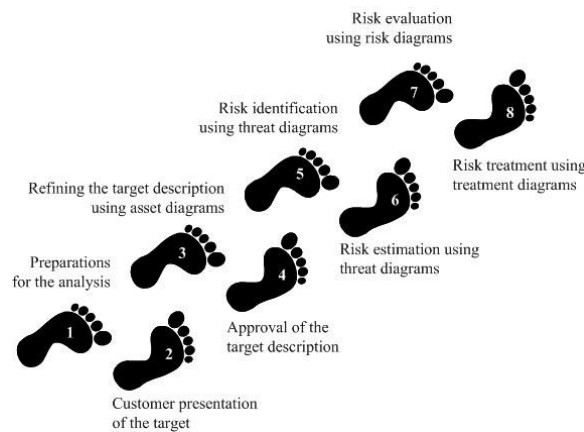 Preparations
for the analysis
1
Customer presentation
of the target
2
Refining the target description
using asset diagrams
3
Approval of the
target description
4
Risk identification
using threat diagrams
5
Risk estimation using
threat diagrams
6
Risk evaluation
using risk diagrams
7
Risk treatment using
treatment diagrams
8